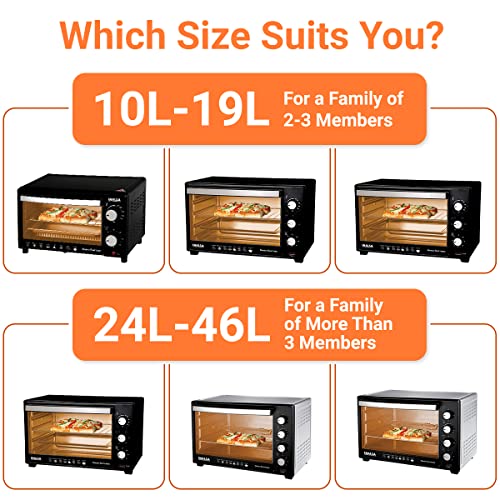 Which Size Suits You?
10L-19L
For a Family of
2-3 Members
24L-46L
For a Family
of More Than
3 Members